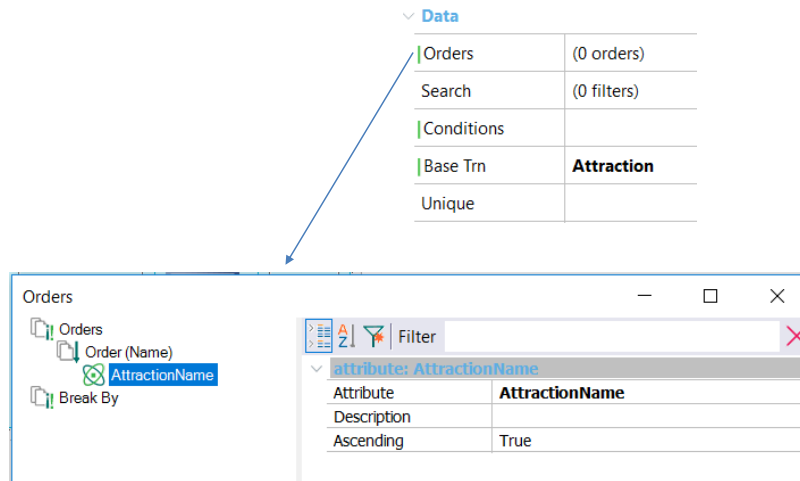 Data
Orders (0 orders)
Search (0 filters)
Conditions
Base Trn Attraction
Unique
Orders
Orders
Order (Name)
AttractionName
Break By
Filter
attribute: AttractionName
Attribute AttractionName
Description
Ascending True